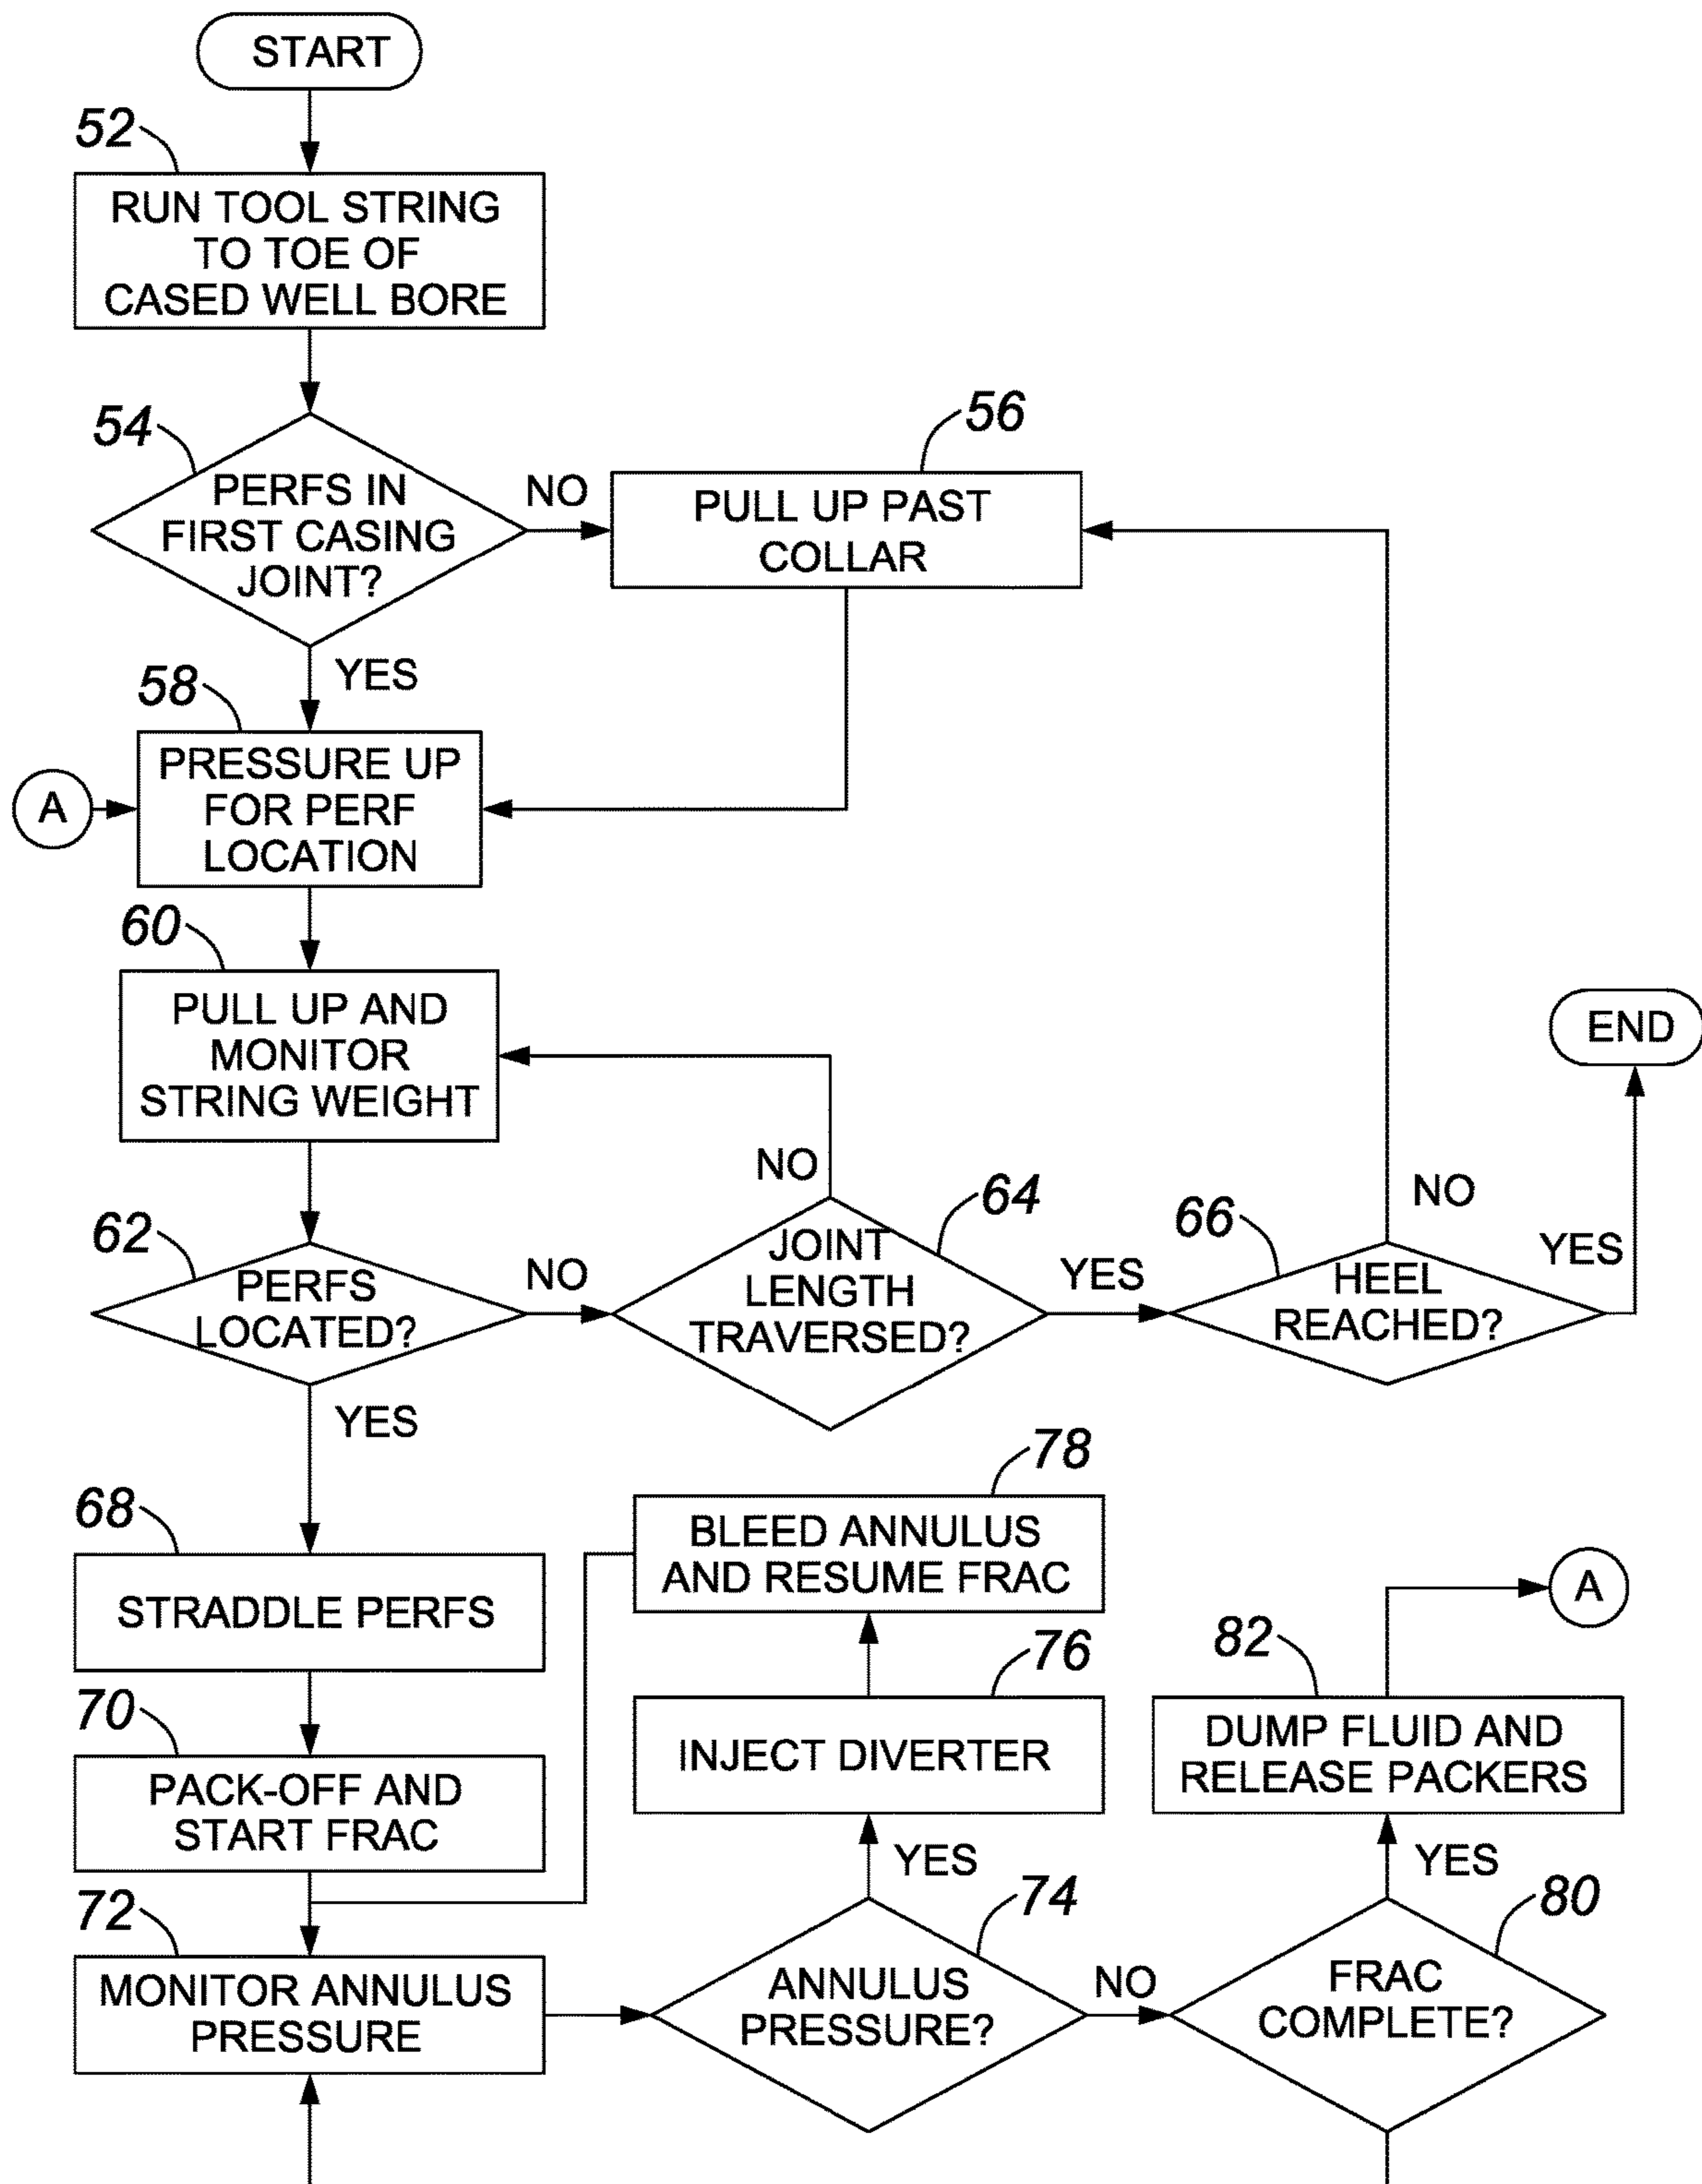 START
52
RUN TOOL STRING
TO TOE OF
CASED WELL BORE
54
PERFS IN
FIRST CASING
JOINT?
NO
56
PULL UP PAST
COLLAR
YES
58
A
PRESSURE UP
FOR PERF
LOCATION
60
PULL UP AND
MONITOR
STRING WEIGHT
END
62
PERFS
LOCATED?
NO
NO
64
JOINT
LENGTH
TRAVERSED?
YES
66
HEEL
REACHED?
NO
YES
YES
68
STRADDLE PERFS
78
BLEED ANNULUS
AND RESUME FRAC
A
70
PACK-OFF AND
START FRAC
76
INJECT DIVERTER
82
DUMP FLUID AND
RELEASE PACKERS
72
MONITOR ANNULUS
PRESSURE
YES
74
ANNULUS
PRESSURE?
NO
YES
80
FRAC
COMPLETE?